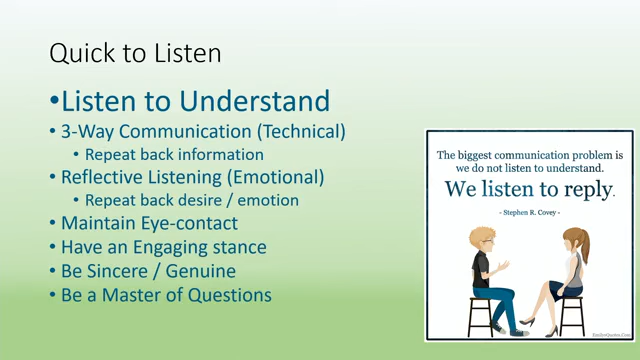 Quick to Listen
•Listen to Understand
• 3-Way Communication (Technical)
• Repeat back information
• Reflective Listening (Emotional)
• Repeat back desire / emotion
• Maintain Eye-contact
• Have an Engaging stance
• Be Sincere / Genuine
• Be a Master of Questions
The biggest communication problem is
we do not listen to understand.
We listen to reply.
- Stephen R. Covey -
EmilysQuotes.Com